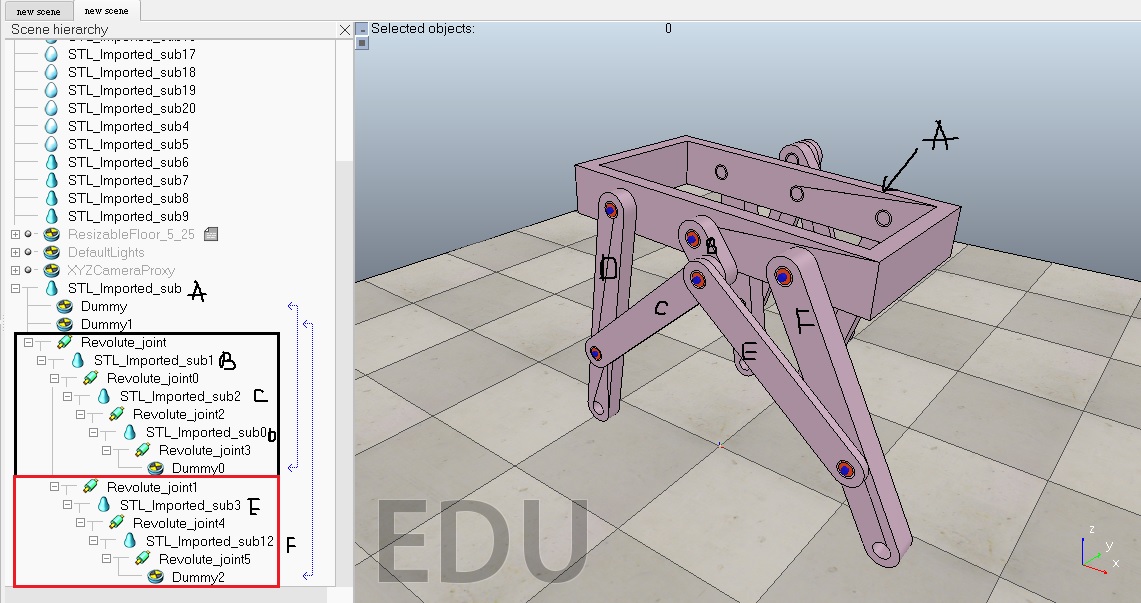 new scene
new scene
Scene hierarchy
Selected objects:
0
STL_Imported_sub17
STL_Imported_sub18
STL_Imported_sub19
STL_Imported_sub20
STL_Imported_sub4
STL_Imported_sub5
STL_Imported_sub6
STL_Imported_sub7
STL_Imported_sub8
STL_Imported_sub9
ResizableFloor_5_25
DefaultLights
XYZCameraProxy
STL_Imported_sub A
Dummy
Dummy1
Revolute_joint
STL_Imported_sub1 B
Revolute_joint0
STL_Imported_sub2 C
Revolute_joint2
STL_Imported_sub0 D
Revolute_joint3
Dummy0
Revolute_joint1
STL_Imported_sub3 E
Revolute_joint4
STL_Imported_sub12 F
Revolute_joint5
Dummy2
A
B
D
C
F
E
EDU
z
y
x